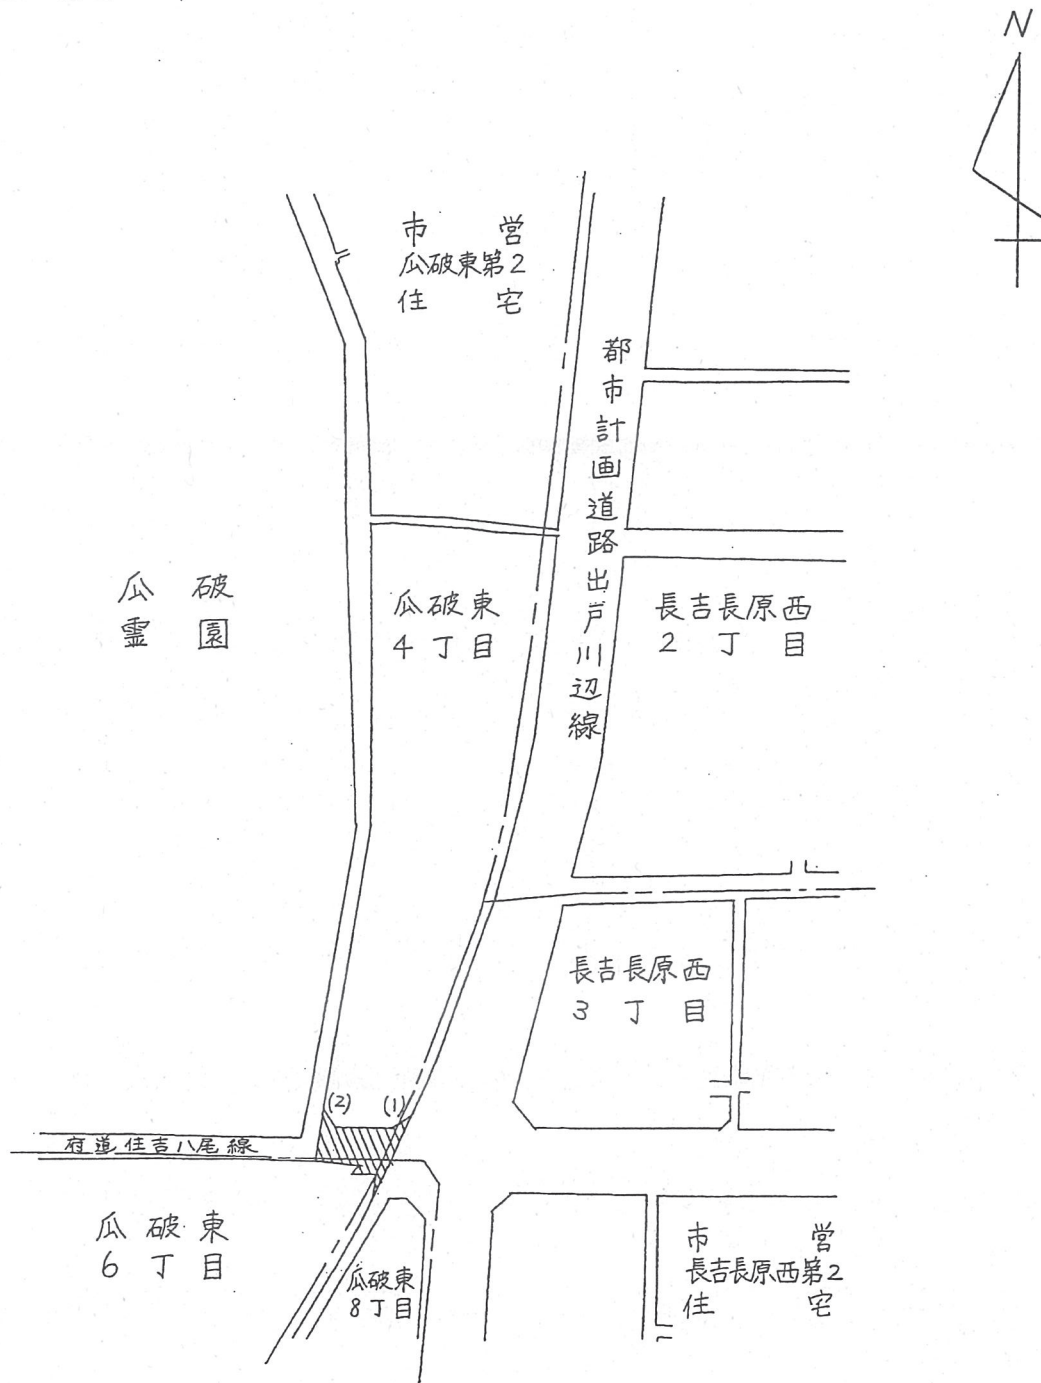 N
市 営
瓜破東第2
住 宅
都市計画道路出戸川辺線
瓜 破
霊 園
瓜破東
4丁目
長吉長原西
2 丁 目
長吉長原西
3 丁 目
(2)
(1)
府道住吉八尾線
瓜 破 東
6 丁 目
瓜破東
8丁目
市 営
長吉長原西第2
住 宅